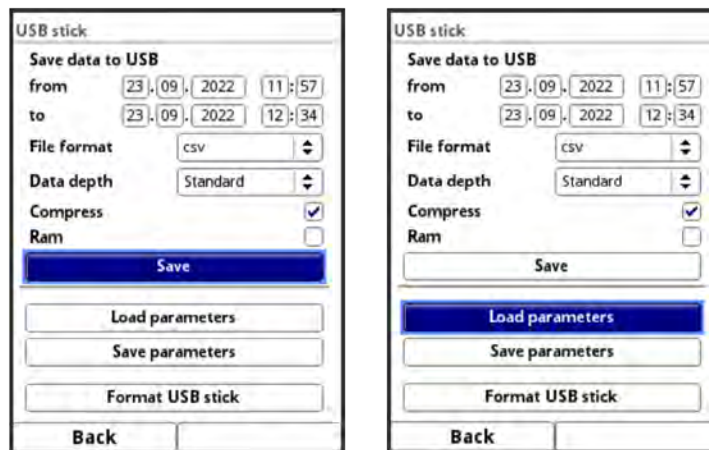 USB stick
Save data to USB
from 23.09.2022 11:57
to 23.09.2022 12:34
File format csv
Data depth Standard
Compress
Ram
Save
Load parameters
Save parameters
Format USB stick
Back
USB stick
Save data to USB
from 23.09.2022 11:57
to 23.09.2022 12:34
File format csv
Data depth Standard
Compress
Ram
Save
Load parameters
Save parameters
Format USB stick
Back